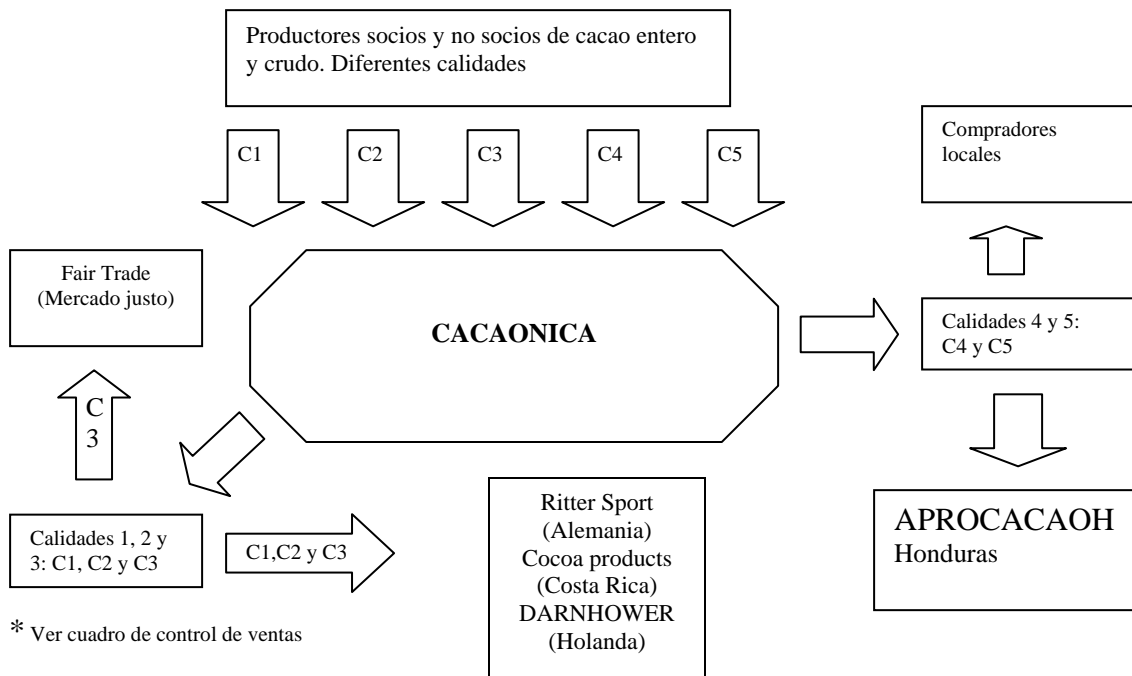 Productores socios y no socios de cacao entero
y crudo. Diferentes calidades
C1
C2
C3
C4
C5
Compradores
locales
Fair Trade
(Mercado justo)
CACAONICA
Calidades 4 y 5:
C4 y C5
C
3
Calidades 1, 2 y
3: C1, C2 y C3
C1,C2 y C3
Ritter Sport
(Alemania)
Cocoa products
(Costa Rica)
DARNHOWER
(Holanda)
APROCACAOH
Honduras
* Ver cuadro de control de ventas